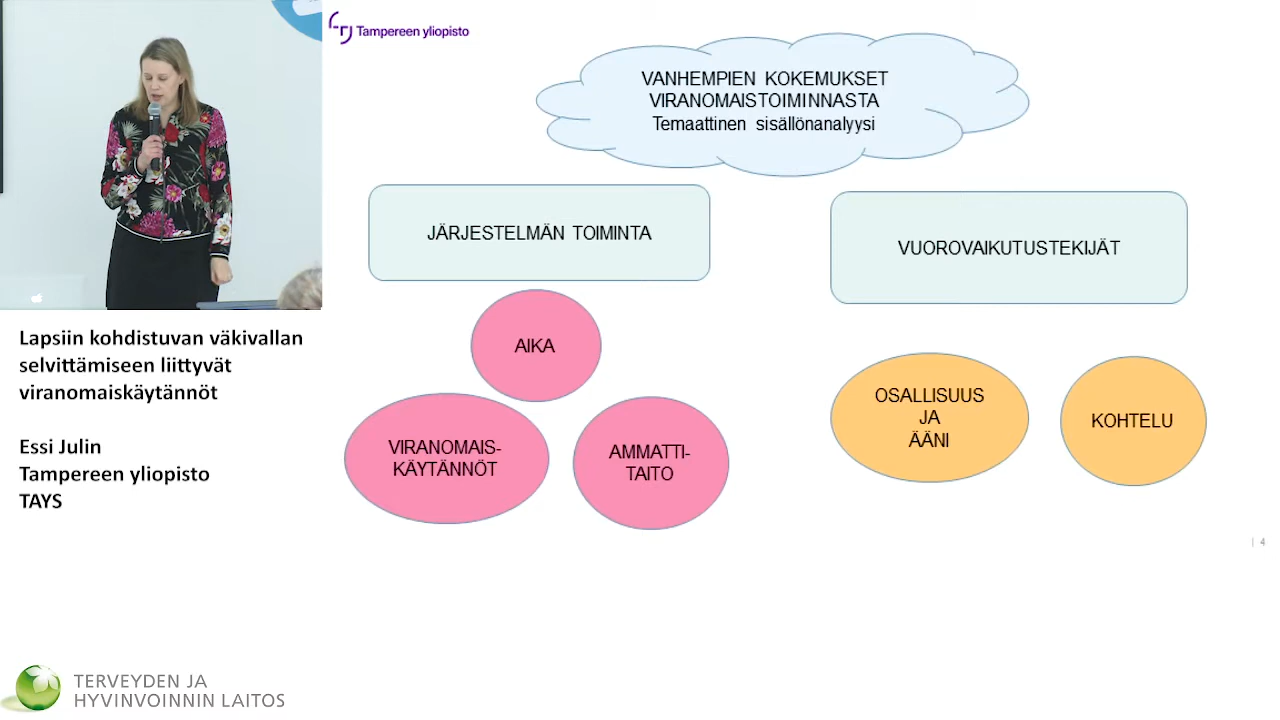 Tampereen yliopisto
VANHEMPIEN KOKEMUKSET
VIRANOMAISTOIMINNASTA
Temaattinen sisällönanalyysi
JÄRJESTELMÄN TOIMINTA
VUOROVAIKUTUSTEKIJÄT
AIKA
VIRANOMAIS-
KÄYTÄNNÖT
AMMATTI-
TAITO
OSALLISUUS
JA
ÄÄNI
KOHTELU
| 4
Lapsiin kohdistuvan väkivallan
selvittämiseen liittyvät
viranomaiskäytännöt
Essi Julin
Tampereen yliopisto
TAYS
TERVEYDEN JA
HYVINVOINNIN LAITOS